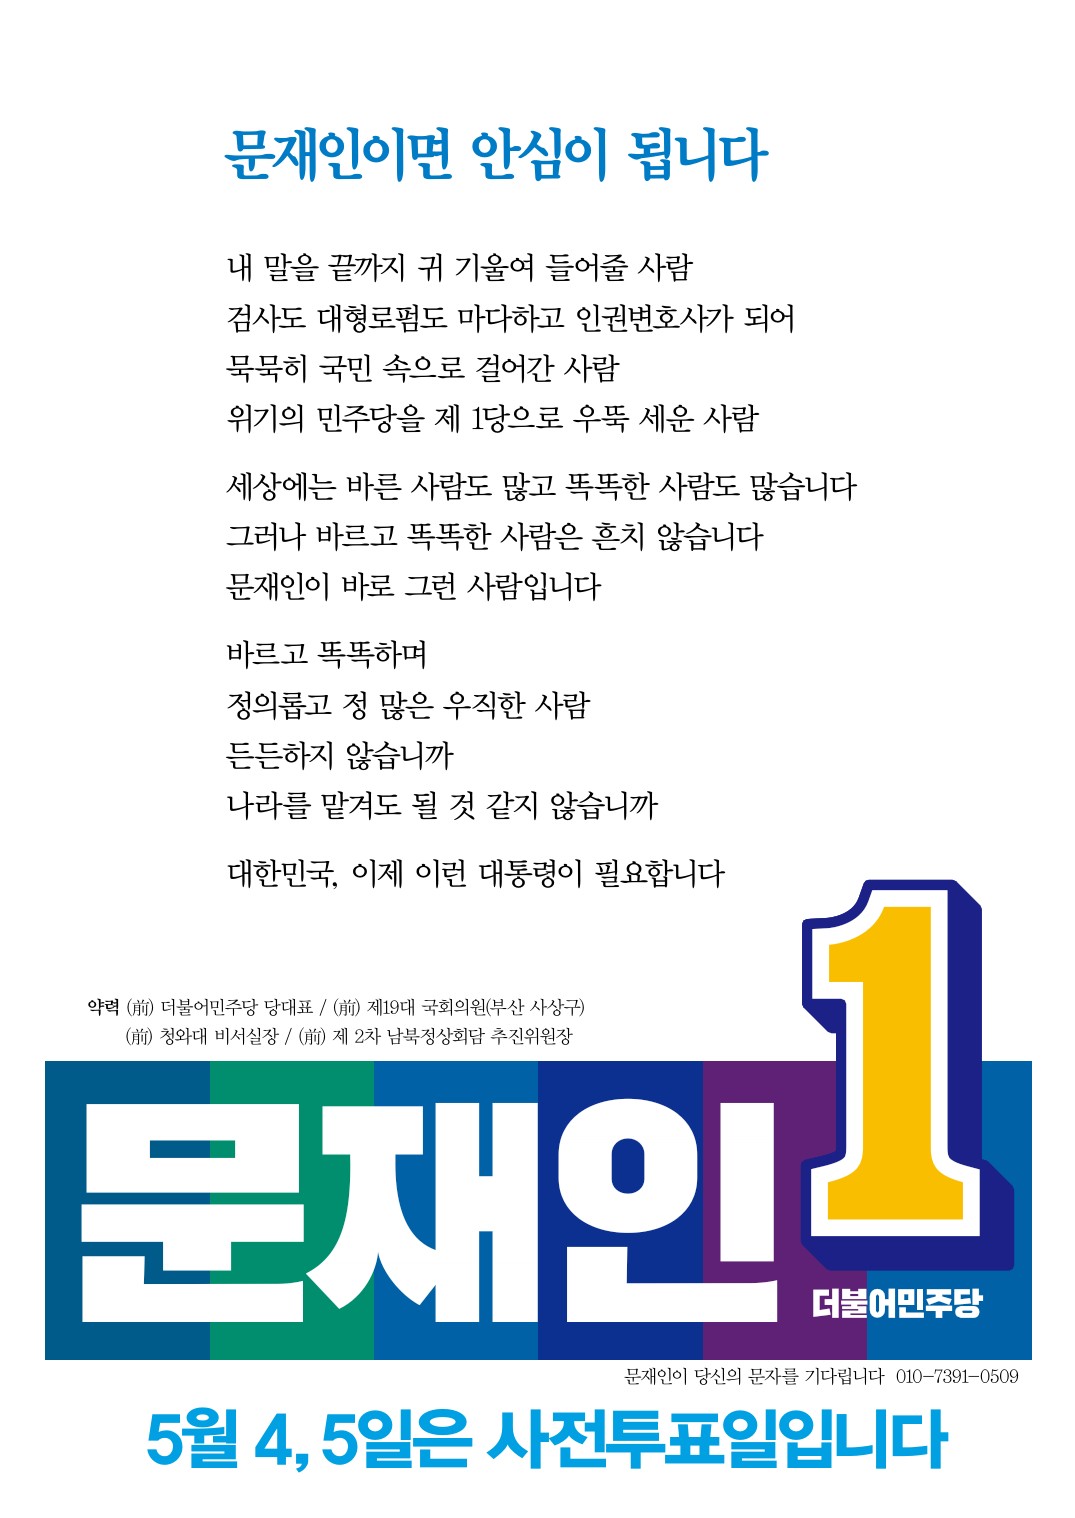 문재인이면 안심이 됩니다
내 말을 끝까지 귀 기울여 들어줄 사람
검사도 대형로펌도 마다하고 인권변호사가 되어
묵묵히 국민 속으로 걸어간 사람
위기의 민주당을 제 1당으로 우뚝 세운 사람
세상에는 바른 사람도 많고 똑똑한 사람도 많습니다
그러나 바르고 똑똑한 사람은 흔치 않습니다
문재인이 바로 그런 사람입니다
바르고 똑똑하며
정의롭고 정 많은 우직한 사람
든든하지 않습니까
나라를 맡겨도 될 것 같지 않습니까
대한민국, 이제 이런 대통령이 필요합니다
약력 (前) 더불어민주당 당대표 / (前) 제19대 국회의원(부산 사상구)
(前) 청와대 비서실장 / (前) 제 2차 남북정상회담 추진위원장
문재인 1
더불어민주당
문재인이 당신의 문자를 기다립니다 010-7391-0509
5월 4, 5일은 사전투표일입니다